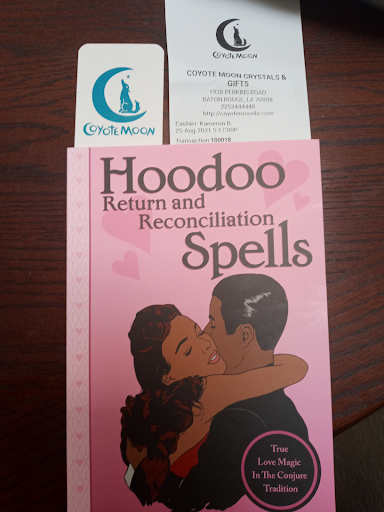 COYOTE MOON
COYOTE MOON
COYOTE MOON CRYSTALS &
GIFTS
7938 PERKINS ROAD
BATON ROUGE, LA 70808
2253444440
Cashier: Kameron B.
25 Aug 2021 5:17:00P
Transaction 100018
Hoodoo
Return and
Reconciliation
Spells
True
Love Magic
In The Conjure
Tradition